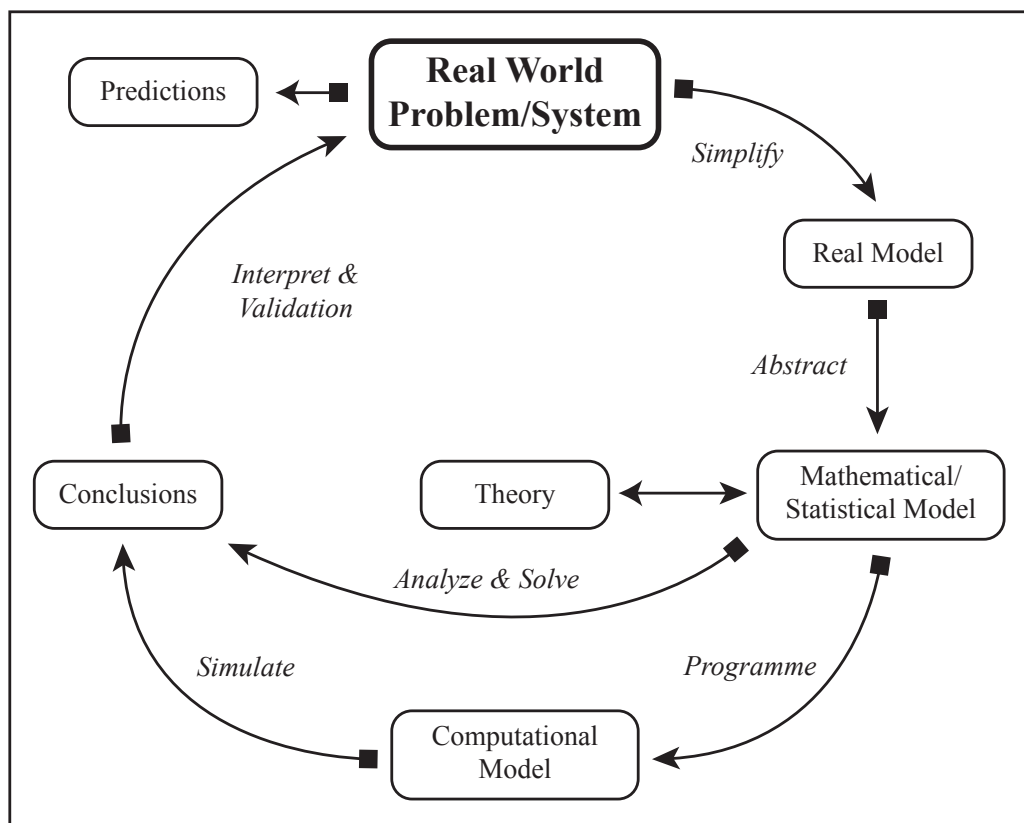 Real World
Problem/System
Predictions
Simplify
Real Model
Interpret &
Validation
Abstract
Conclusions
Theory
Mathematical/
Statistical Model
Analyze & Solve
Simulate
Programme
Computational
Model